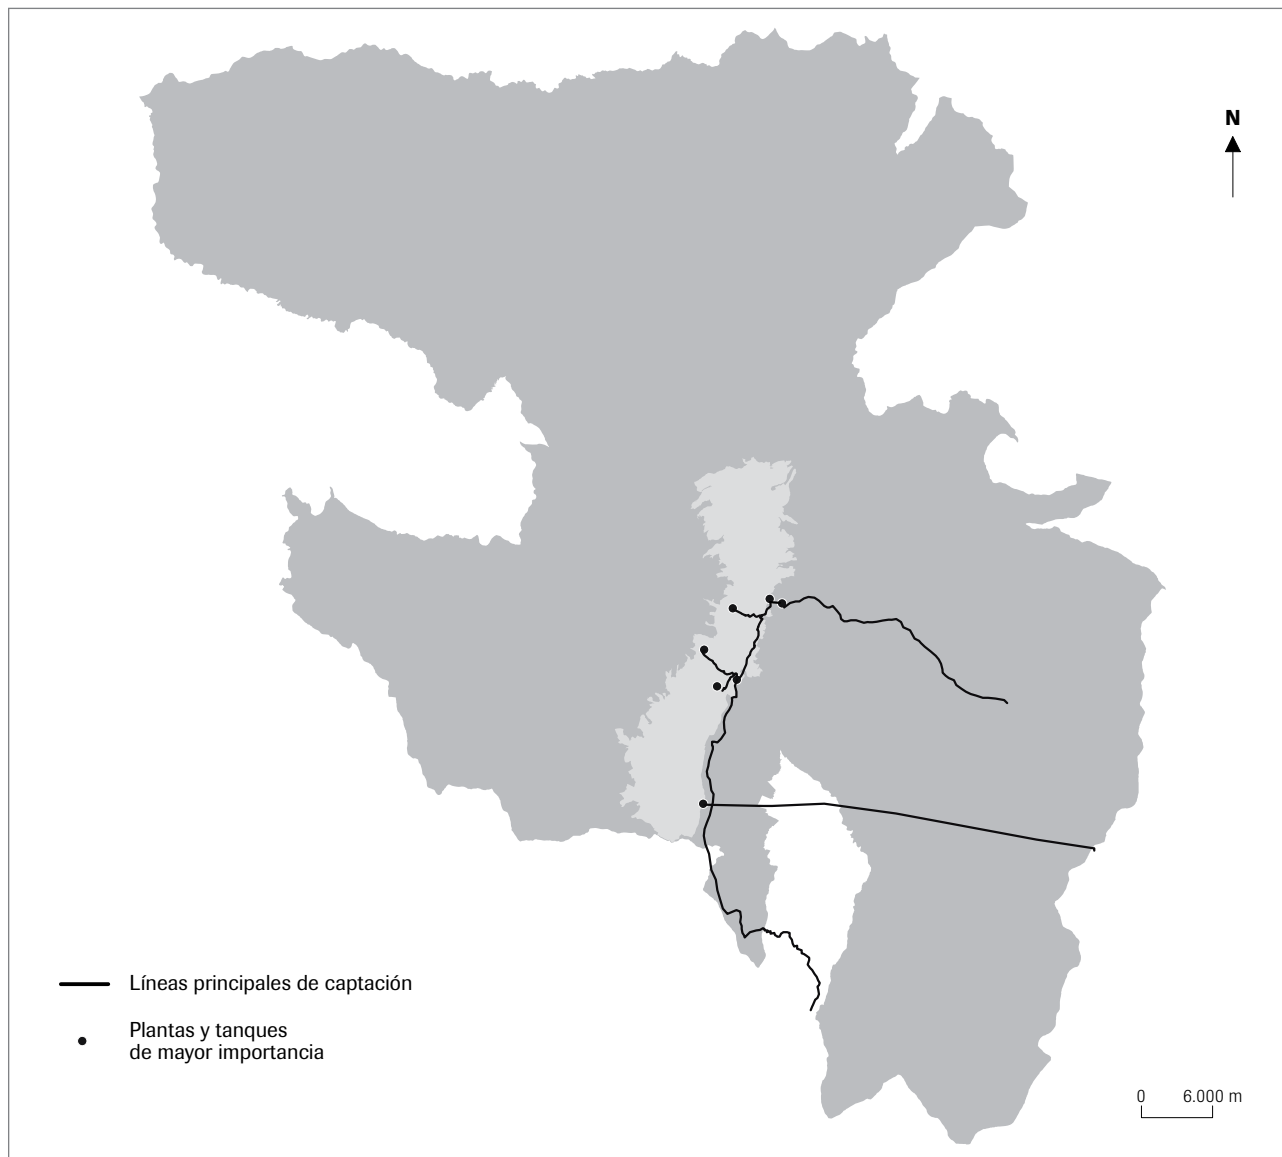 N
Líneas principales de captación
Plantas y tanques
de mayor importancia
0 6.000 m